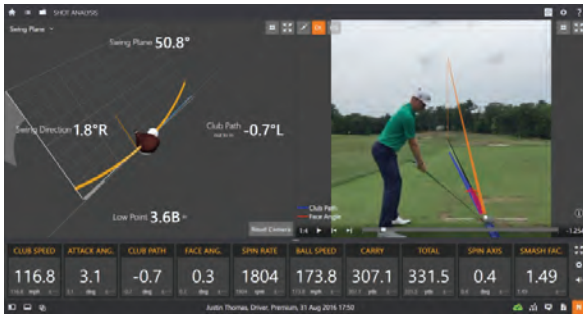 SHOT ANALYSIS
Swing Plane
Swing Plane 50.8°
Swing Direction 1.8°R
Club Path -0.7°L
Low Point 3.6B
Reset Camera
Club Path
Face Angle
1:4
CLUB SPEED ATTACK ANG. CLUB PATH FACE ANG. SPIN RATE BALL SPEED CARRY TOTAL SPIN AXIS SMASH FAC.
116.8 3.1 -0.7 0.3 1804 173.8 307.1 331.5 0.4 1.49
Justin Thomas, Driver, Premium, 31 Aug 2016 17:50